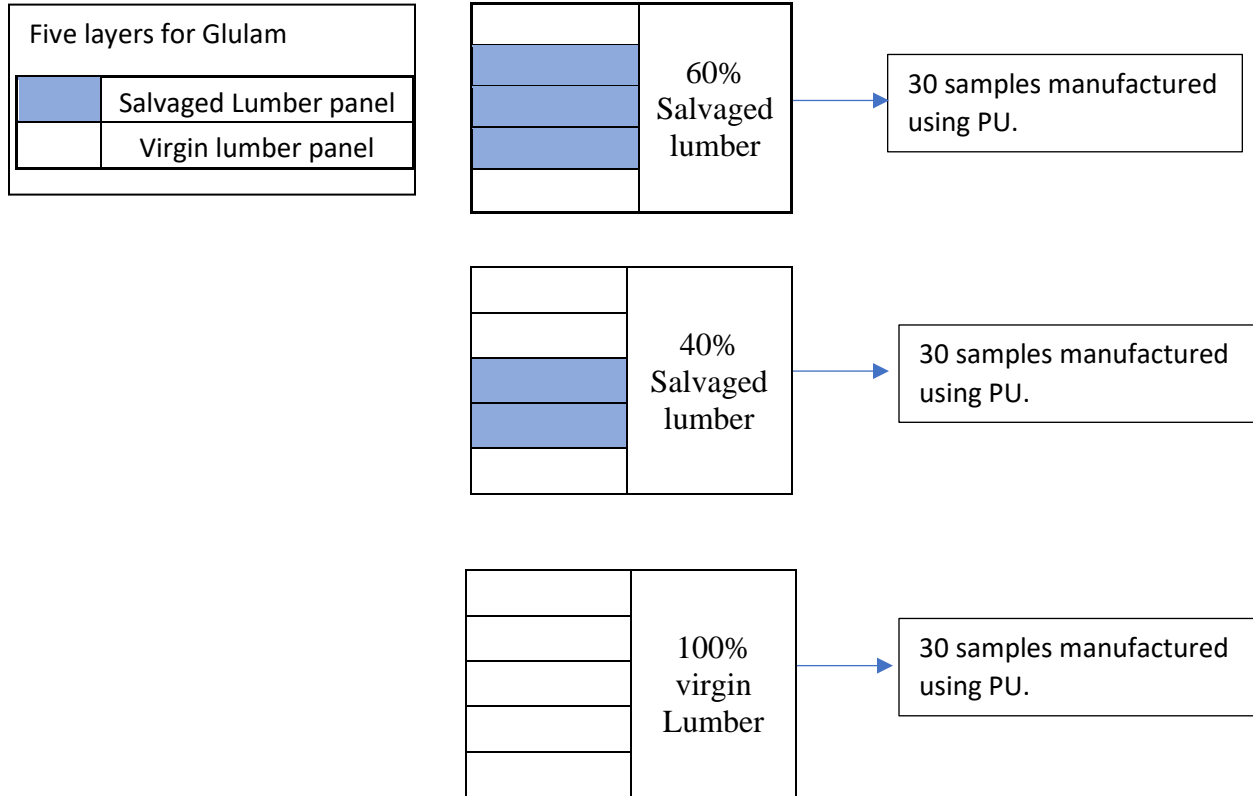 Five layers for Glulam
Salvaged Lumber panel
Virgin lumber panel
60%
Salvaged
lumber
30 samples manufactured
using PU.
40%
Salvaged
lumber
30 samples manufactured
using PU.
100%
virgin
Lumber
30 samples manufactured
using PU.